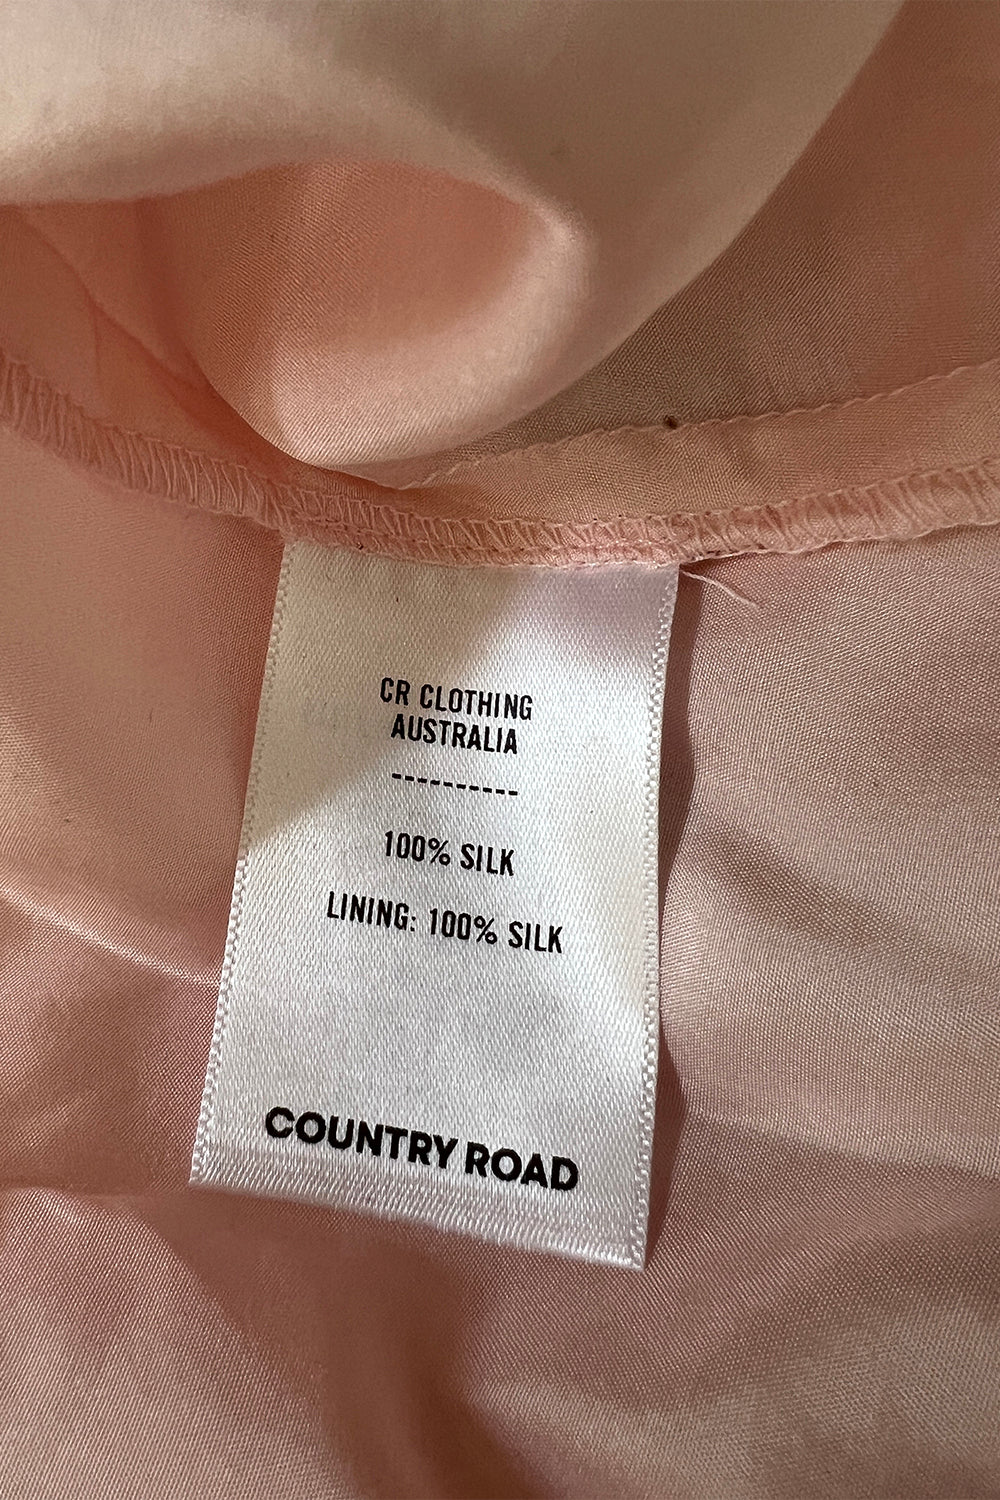 CR CLOTHING
AUSTRALIA
----------
100% SILK
LINING: 100% SILK
COUNTRY ROAD